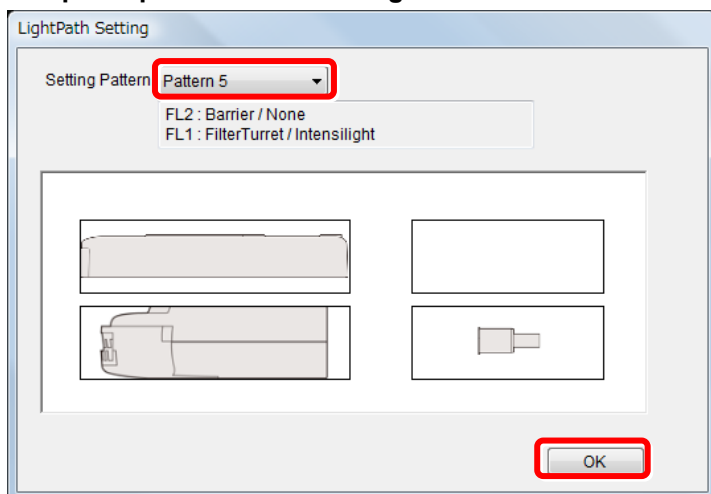 LightPath Setting
Setting Pattern Pattern 5
FL2 : Barrier / None
FL1 : FilterTurret / Intensilight
OK